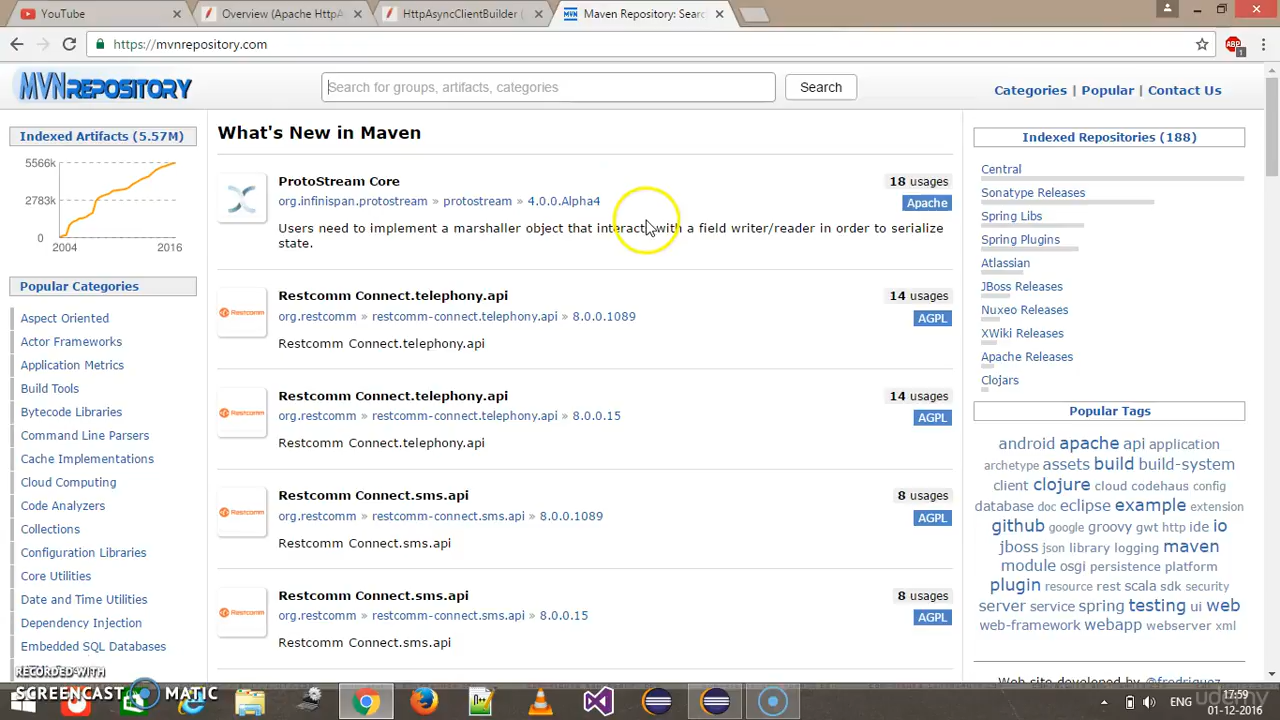 YouTube
Overview (Apache HttpA
HttpAsyncClientBuilder (
Maven Repository: Searc
https://mvnrepository.com
ABP
1
MVNREPOSITORY
Search for groups, artifacts, categories
Search
Categories | Popular | Contact Us
Indexed Artifacts (5.57M)
5566k
2783k
0
2004
2016
Popular Categories
Aspect Oriented
Actor Frameworks
Application Metrics
Build Tools
Bytecode Libraries
Command Line Parsers
Cache Implementations
Cloud Computing
Code Analyzers
Collections
Configuration Libraries
Core Utilities
Date and Time Utilities
Dependency Injection
Embedded SQL Databases
What's New in Maven
ProtoStream Core
18 usages
org.infinispan.protostream » protostream » 4.0.0.Alpha4
Apache
Users need to implement a marshaller object that interacts with a field writer/reader in order to serialize
state.
Restcomm Connect.telephony.api
14 usages
org.restcomm » restcomm-connect.telephony.api » 8.0.0.1089
AGPL
Restcomm
Restcomm Connect.telephony.api
Restcomm Connect.telephony.api
14 usages
org.restcomm » restcomm-connect.telephony.api » 8.0.0.15
AGPL
Restcomm
Restcomm Connect.telephony.api
Restcomm Connect.sms.api
8 usages
org.restcomm » restcomm-connect.sms.api » 8.0.0.1089
AGPL
Restcomm
Restcomm Connect.sms.api
Restcomm Connect.sms.api
8 usages
org.restcomm » restcomm-connect.sms.api » 8.0.0.15
AGPL
Restcomm
Restcomm Connect.sms.api
Indexed Repositories (188)
Central
Sonatype Releases
Spring Libs
Spring Plugins
Atlassian
JBoss Releases
Nuxeo Releases
XWiki Releases
Apache Releases
Clojars
Popular Tags
android apache api application
archetype assets build build-system
client clojure cloud codehaus config
database doc eclipse example extension
github google groovy gwt http ide io
jboss json library logging maven
module osgi persistence platform
plugin resource rest scala sdk security
server service spring testing ui web
web-framework webapp webserver xml
Web site developed by @fredriguez
RECORDED WITH
SCREENCAST MATIC
ENG
17:59
01-12-2016
udemy